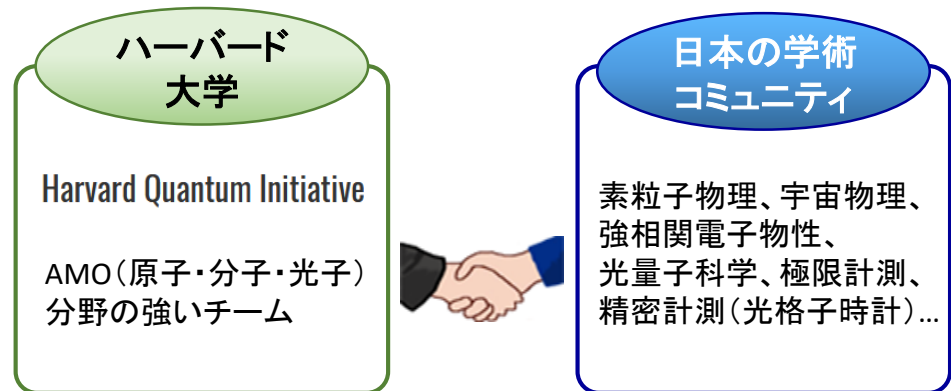 ハーバード
大学
Harvard Quantum Initiative
AMO（原子・分子・光子）
分野の強いチーム
日本の学術
コミュニティ
素粒子物理、宇宙物理、
強相関電子物性、
光量子科学、極限計測、
精密計測（光格子時計）…